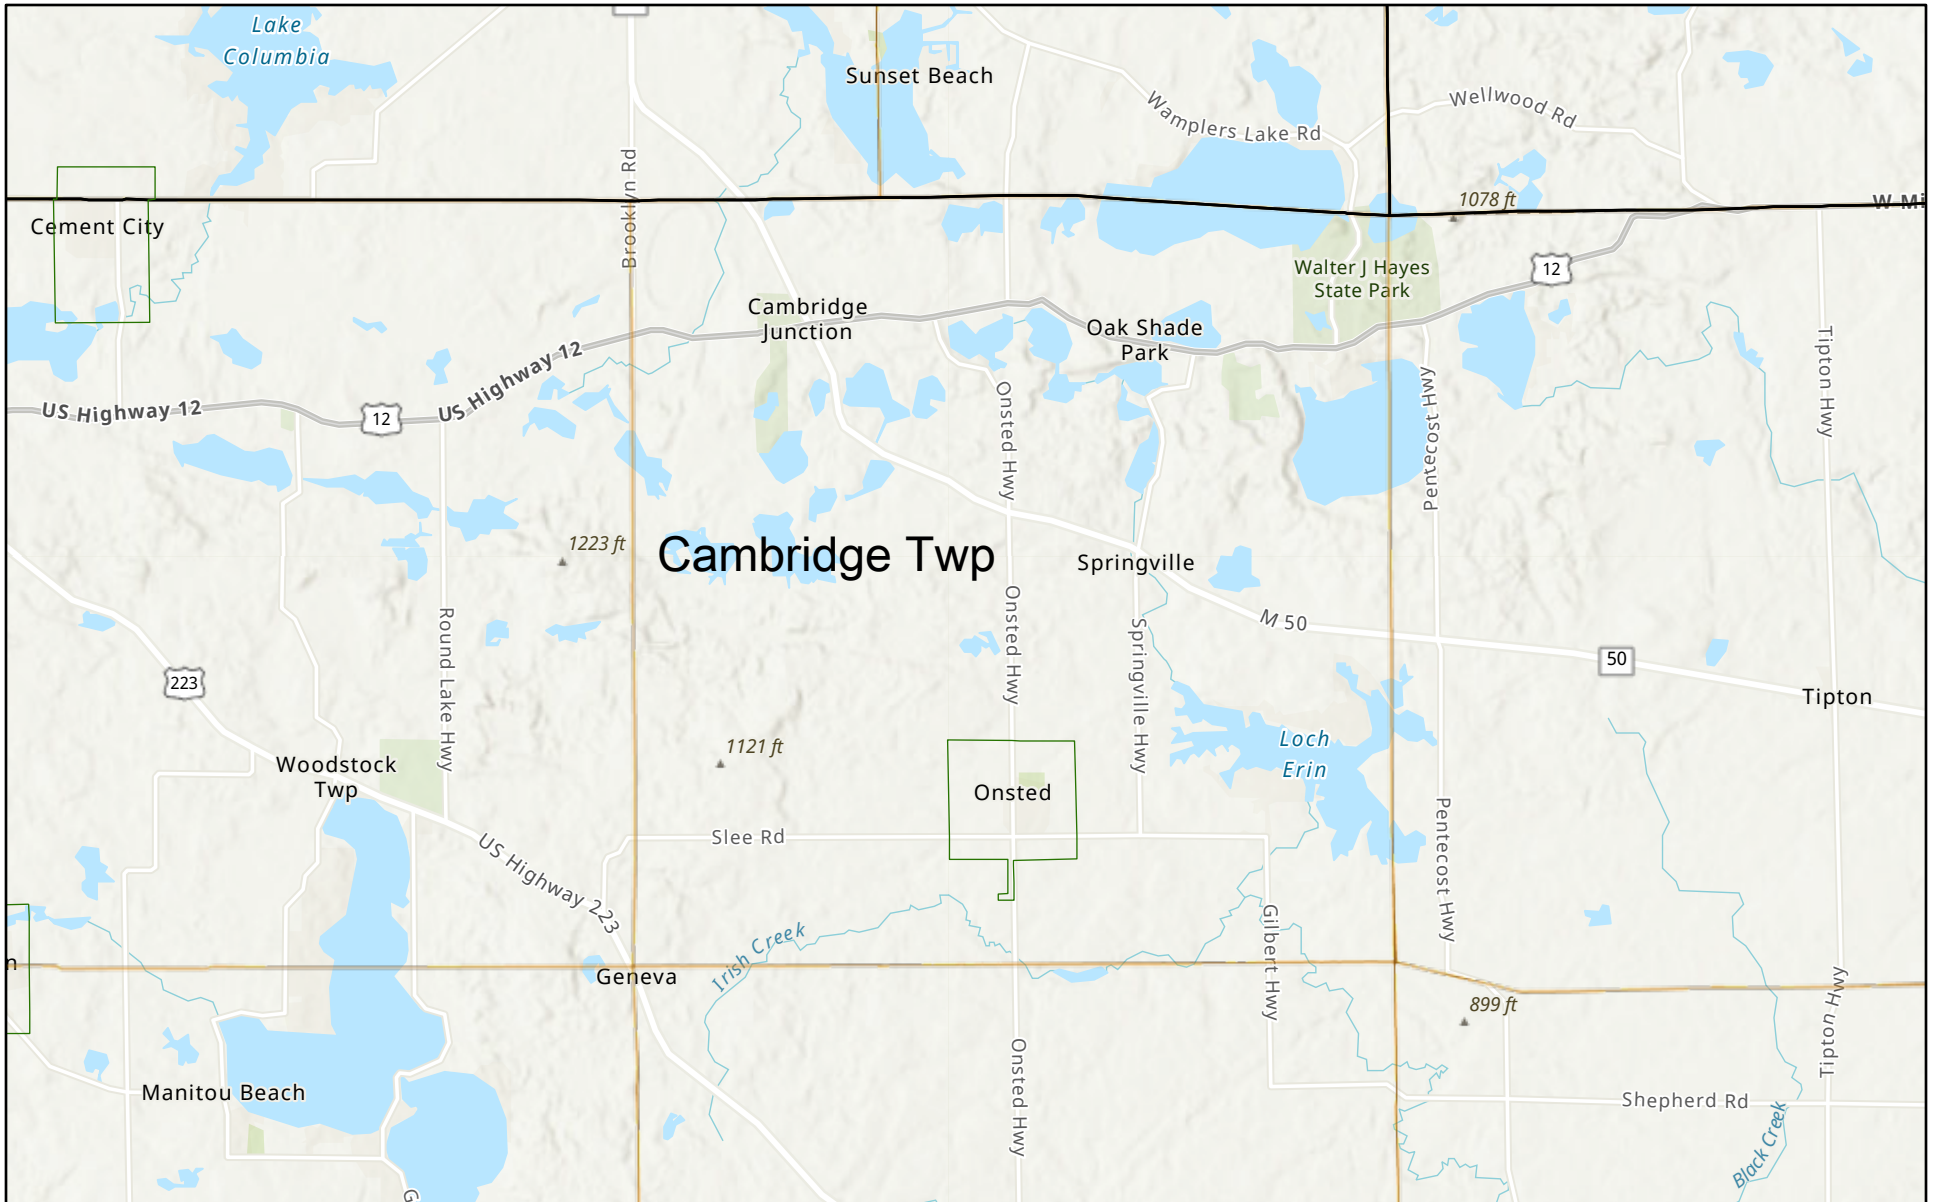 Lake
Columbia
Sunset Beach
Wamplers Lake Rd
Wellwood Rd
Brooklyn Rd
1078 ft
W Mi
Cement City
Walter J Hayes
State Park
12
Cambridge
Junction
Oak Shade
Park
Tipton Hwy
US Highway 12
12
US Highway 12
Onsted Hwy
Pentecost Hwy
1223 ft
Cambridge Twp
Springville
Round Lake Hwy
Onsted Hwy
Springville Hwy
M 50
50
223
Tipton
1121 ft
Loch
Erin
Woodstock
Twp
Onsted
Slee Rd
US Highway 223
Pentecost Hwy
Irish Creek
Gilbert Hwy
n
Geneva
899 ft
Tipton Hwy
Onsted Hwy
Manitou Beach
Shepherd Rd
Black Creek
G